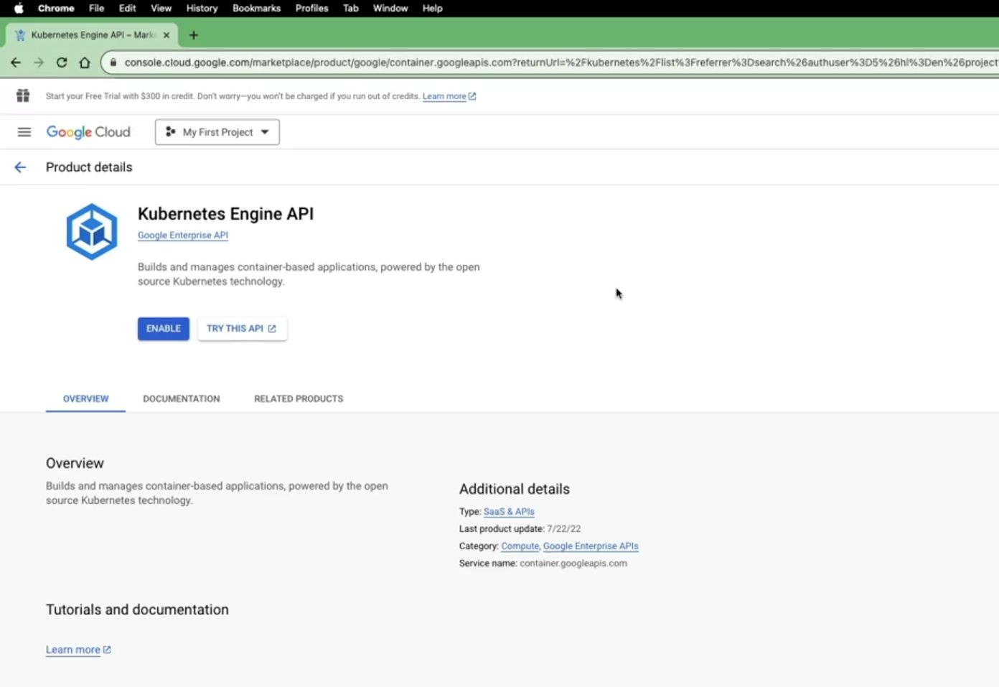 Chrome File Edit View History Bookmarks Profiles Tab Window Help
Kubernetes Engine API – Mark
console.cloud.google.com/marketplace/product/google/container.googleapis.com?returnUrl=%2Fkubernetes%2Flist%3Freferrer%3Dsearch%26authuser%3D5%26hl%3Den%26project
Start your Free Trial with $300 in credit. Don't worry—you won't be charged if you run out of credits. Learn more
Google Cloud My First Project
Product details
Kubernetes Engine API
Google Enterprise API
Builds and manages container-based applications, powered by the open
source Kubernetes technology.
ENABLE TRY THIS API
OVERVIEW DOCUMENTATION RELATED PRODUCTS
Overview
Builds and manages container-based applications, powered by the open
source Kubernetes technology.
Additional details
Type: SaaS & APIs
Last product update: 7/22/22
Category: Compute, Google Enterprise APIs
Service name: container.googleapis.com
Tutorials and documentation
Learn more